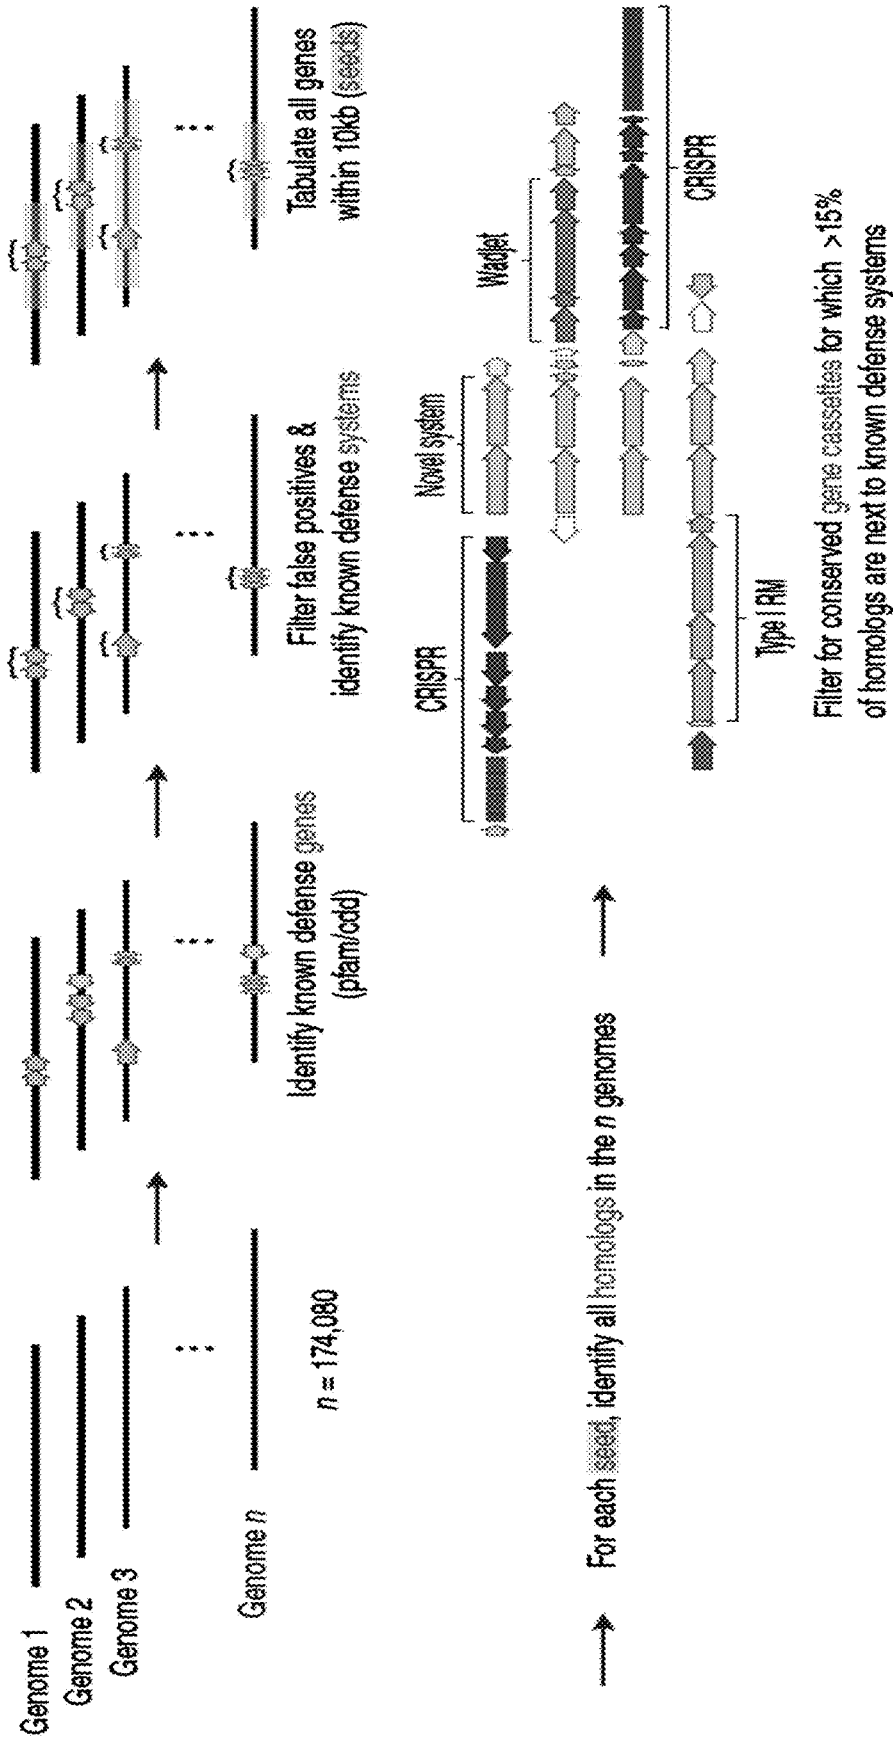 Genome 1
Genome 2
Genome 3
Genome n
n = 174,080
Identify known defense genes
(pfam/cdd)
Filter false positives &
identify known defense systems
Tabulate all genes
within 10kb (seeds)
For each seed, identify all homologs in the n genomes
CRISPR
Novel system
Wadjet
CRISPR
Type I RM
Filter for conserved gene cassettes for which >15%
of homologs are next to known defense systems